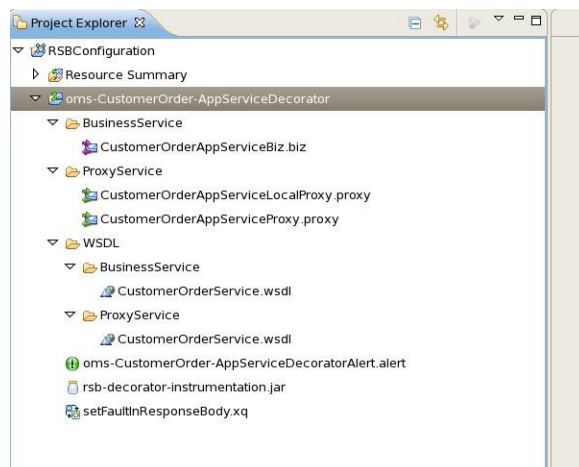 Project Explorer
RSBConfiguration
Resource Summary
oms-CustomerOrder-AppServiceDecorator
BusinessService
CustomerOrderAppServiceBiz.biz
ProxyService
CustomerOrderAppServiceLocalProxy.proxy
CustomerOrderAppServiceProxy.proxy
WSDL
BusinessService
CustomerOrderService.wsdl
ProxyService
CustomerOrderService.wsdl
oms-CustomerOrder-AppServiceDecoratorAlert.alert
rsb-decorator-instrumentation.jar
setFaultInResponseBody.xq